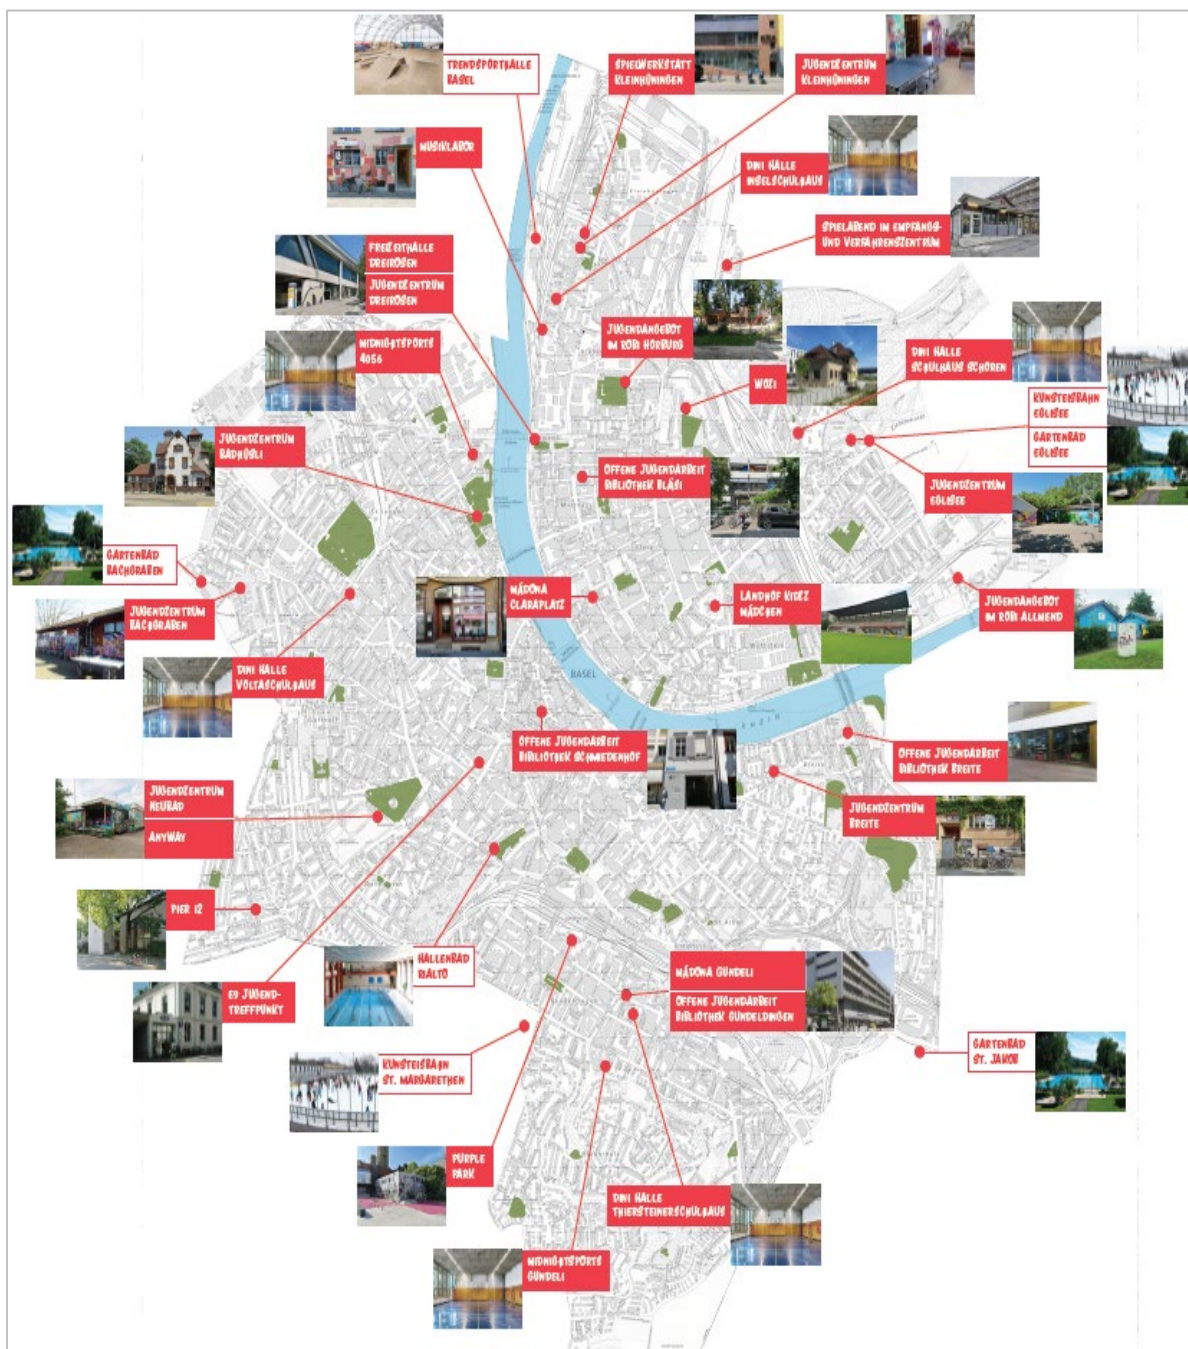 TRENDSPORTHALLE
BASEL
SPIELWERKSTATT
KLEINHÜNINGEN
JUGENDZENTRUM
KLEINHÜNINGEN
MUSIKLABOR
DINI HALLE
INSELSCHULHAUS
SPIELABEND IM EMPFANGS-
UND VERFAHRENSZENTRUM
FREIZEITHALLE
DREIROSEN
JUGENDZENTRUM
DREIROSEN
MIDNIGHTSPORTS
4056
JUGENDANGEBOT
IM ROBI HORBURG
WOZI
DINI HALLE
SCHULHAUS SCHOREN
KUNSTEISBAHN
EGLISEE
GARTENBAD
EGLISEE
JUGENDZENTRUM
EGLISEE
JUGENDZENTRUM
BADHÜSLI
OFFENE JUGENDARBEIT
BIBLIOTHEK BLÄSI
GARTENBAD
BACHGRABEN
JUGENDZENTRUM
BACHGRABEN
MÁDONA
CLARAPLATZ
LANDHOF KIDZZ
MÄDCHEN
JUGENDANGEBOT
IM ROBI ALLMEND
DINI HALLE
VOLTASCHULHAUS
BASEL
RHEIN
OFFENE JUGENDARBEIT
BIBLIOTHEK SCHMIEDENHOF
OFFENE JUGENDARBEIT
BIBLIOTHEK BREITE
JUGENDZENTRUM
BREITE
JUGENDZENTRUM
NEUBAD
ANYWAY
PIER 12
HALLENBAD
RIALTO
E9 JUGEND-
TREFFPUNKT
MÁDONA GUNDELI
OFFENE JUGENDARBEIT
BIBLIOTHEK GUNDELDINGEN
KUNSTEISBAHN
ST. MARGARETHEN
GARTENBAD
ST. JAKOB
PURPLE
PARK
DINI HALLE
THIERSTEINERSCHULHAUS
MIDNIGHTSPORTS
GUNDELI